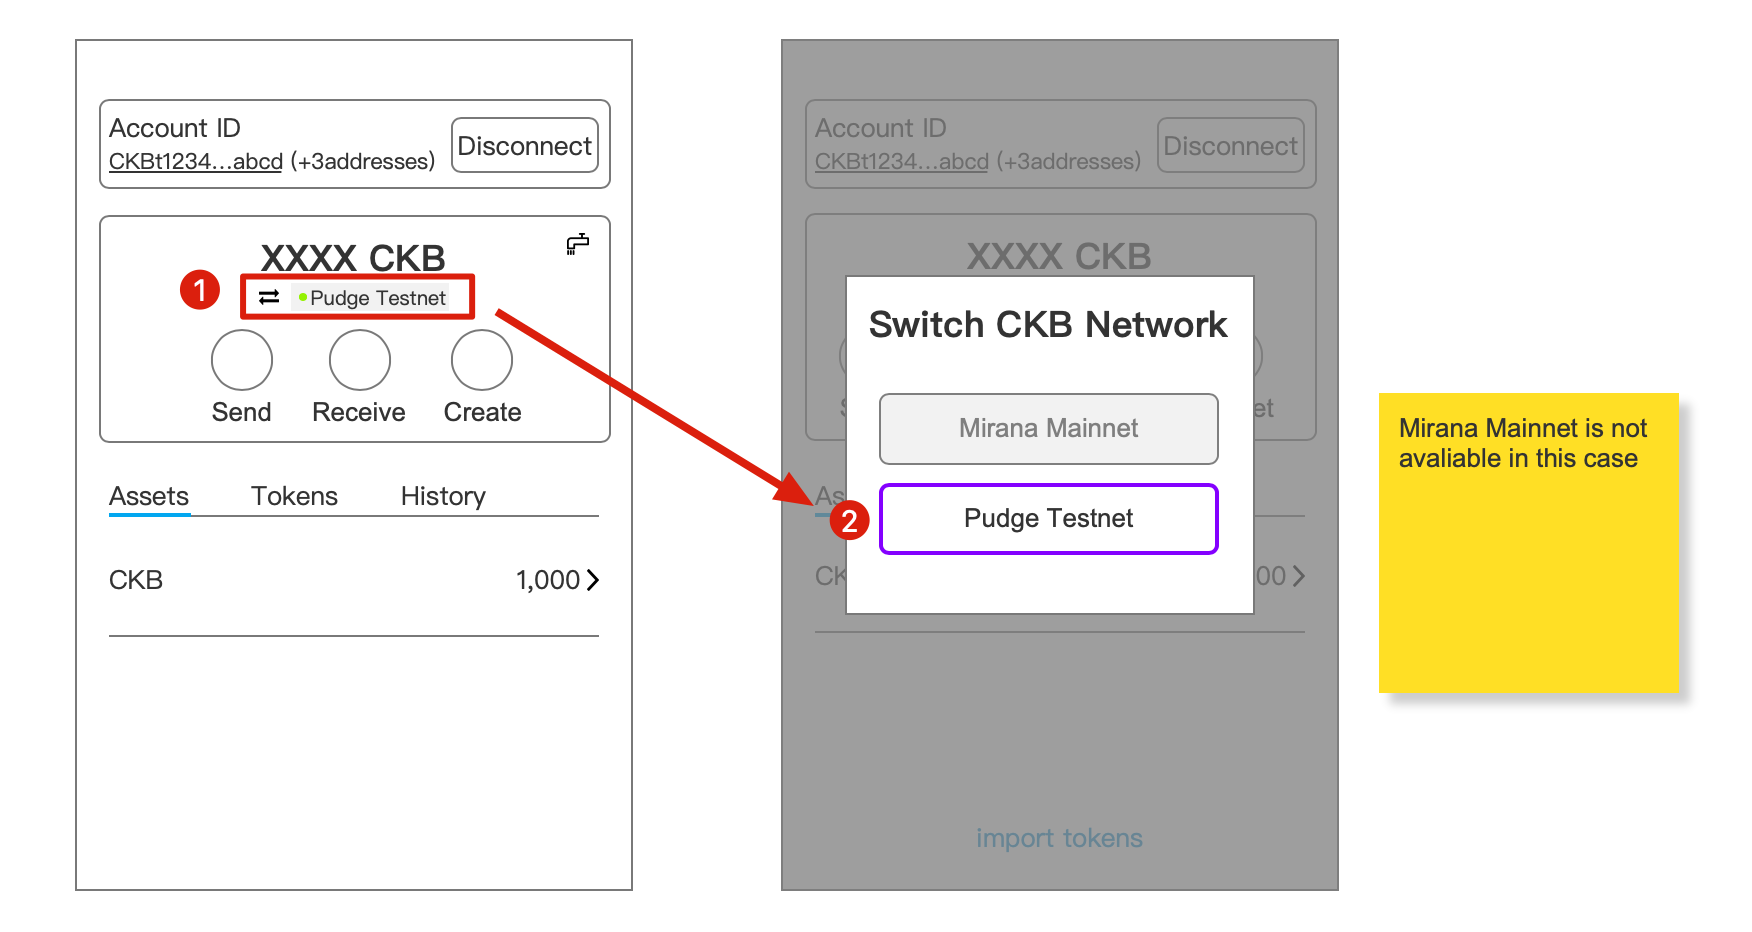 Account ID
CKBt1234...abcd (+3addresses)
Disconnect
XXXX CKB
1
Pudge Testnet
Send
Receive
Create
Assets
Tokens
History
CKB
1,000
Account ID
CKBt1234...abcd (+3addresses)
Disconnect
XXXX CKB
Switch CKB Network
Mirana Mainnet
et
As
2
Pudge Testnet
CK
00
import tokens
Mirana Mainnet is not
avaliable in this case